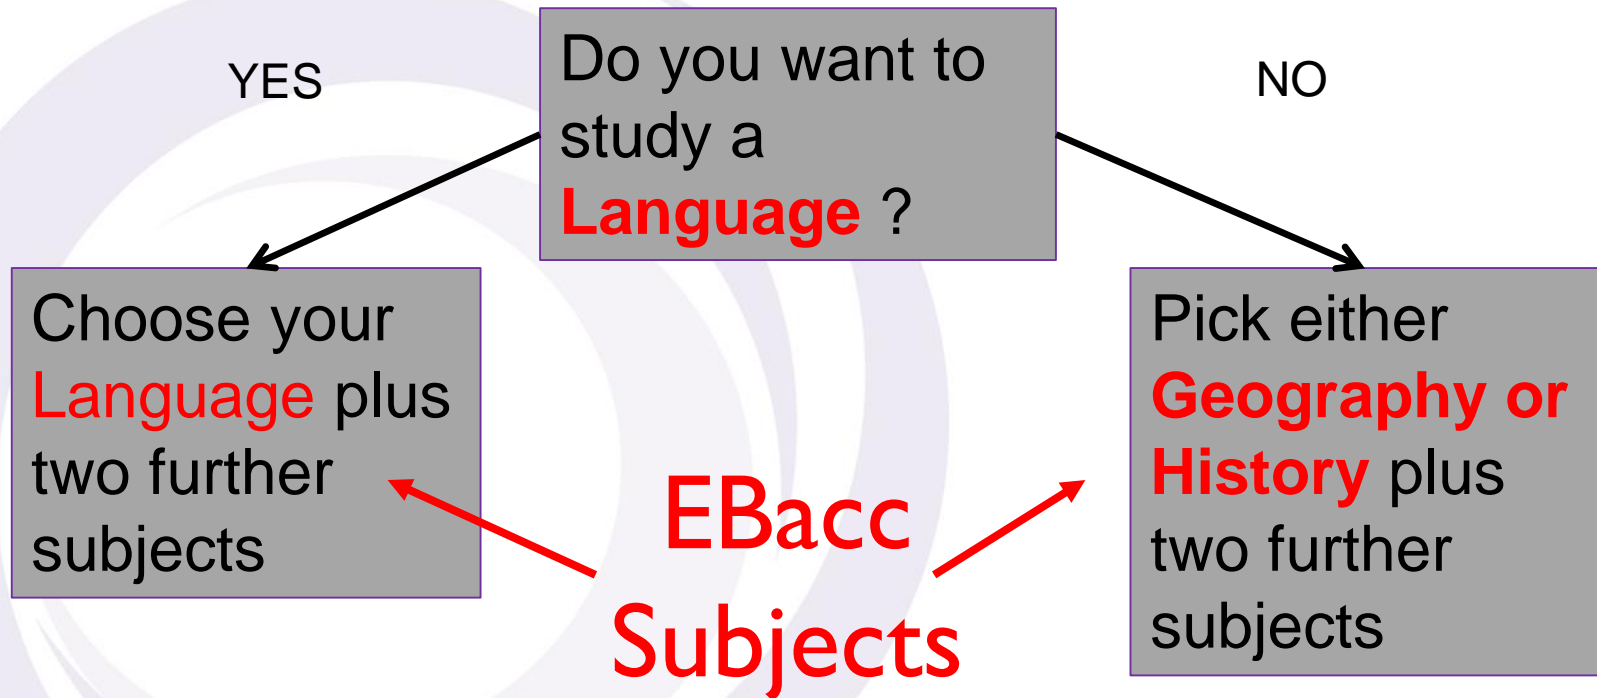 YES
Do you want to
study a
Language ?
NO
Choose your
Language plus
two further
subjects
EBacc
Subjects
Pick either
Geography or
History plus
two further
subjects